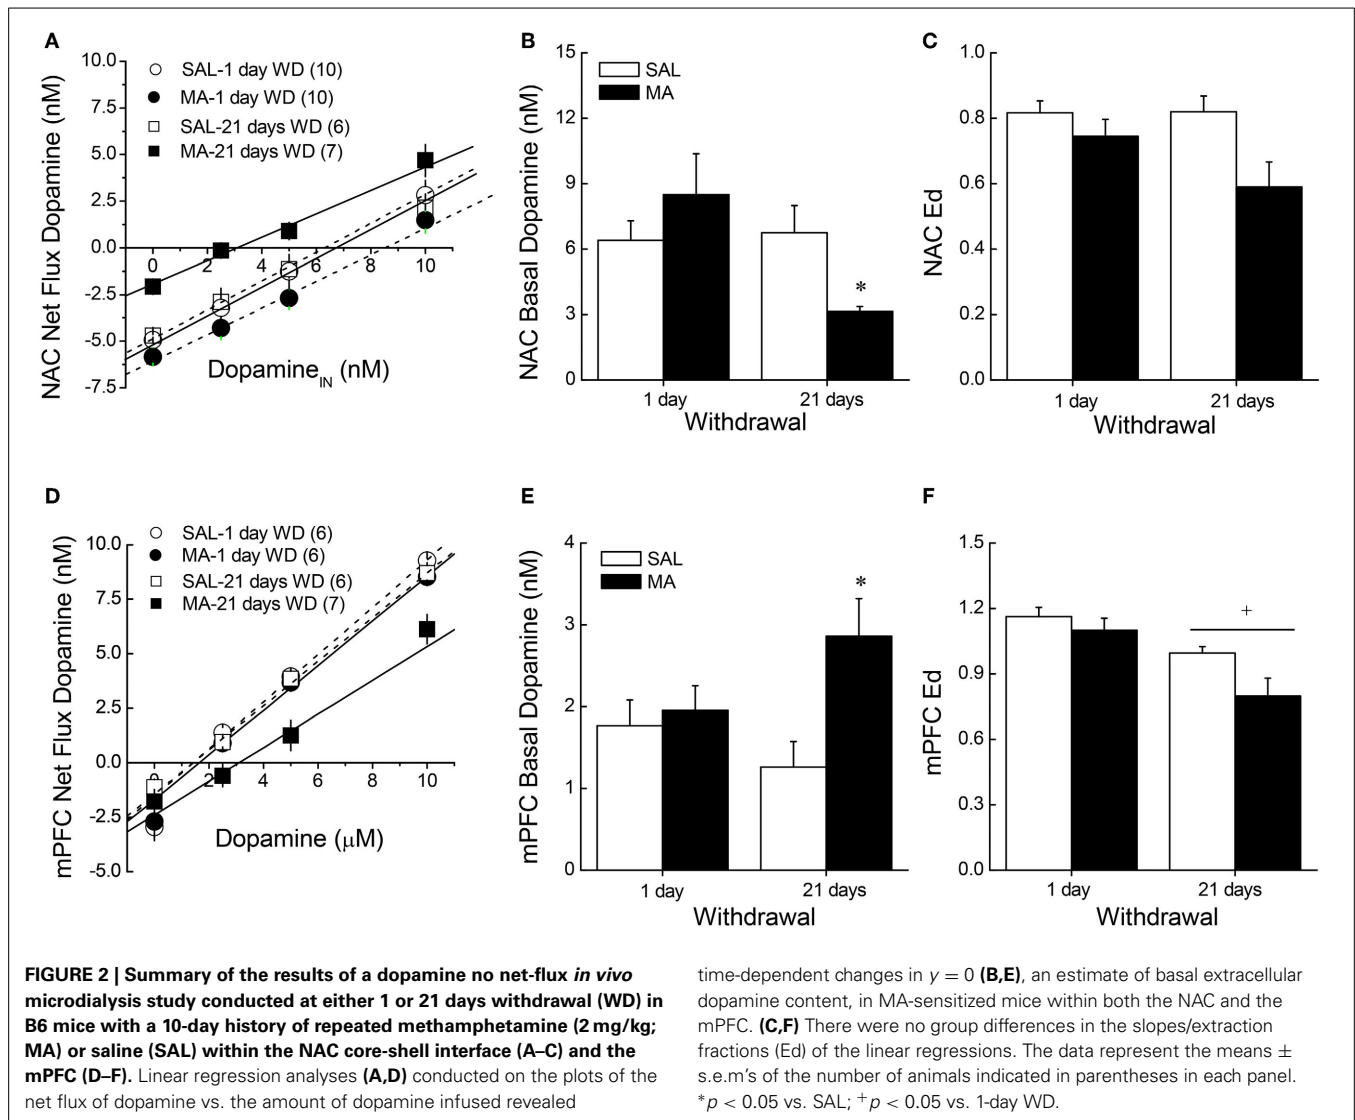 A
NAC Net Flux Dopamine (nM)
10.0
7.5
5.0
2.5
0.0
-2.5
-5.0
-7.5
SAL-1 day WD (10)
MA-1 day WD (10)
SAL-21 days WD (6)
MA-21 days WD (7)
0 2 4 6 8 10
Dopamine_IN (nM)
B
NAC Basal Dopamine (nM)
15
12
9
6
3
0
SAL
MA
*
1 day 21 days
Withdrawal
C
NAC Ed
1.0
0.8
0.6
0.4
0.2
0.0
1 day 21 days
Withdrawal
D
mPFC Net Flux Dopamine (nM)
10.0
7.5
5.0
2.5
0.0
-2.5
-5.0
SAL-1 day WD (6)
MA-1 day WD (6)
SAL-21 days WD (6)
MA-21 days WD (7)
0 2 4 6 8 10
Dopamine (μM)
E
mPFC Basal Dopamine (nM)
4
3
2
1
0
SAL
MA
*
1 day 21 days
Withdrawal
F
mPFC Ed
1.5
1.2
0.9
0.6
0.3
0.0
+
1 day 21 days
Withdrawal
FIGURE 2 | Summary of the results of a dopamine no net-flux in vivo
microdialysis study conducted at either 1 or 21 days withdrawal (WD) in
B6 mice with a 10-day history of repeated methamphetamine (2 mg/kg;
MA) or saline (SAL) within the NAC core-shell interface (A–C) and the
mPFC (D–F). Linear regression analyses (A,D) conducted on the plots of the
net flux of dopamine vs. the amount of dopamine infused revealed
time-dependent changes in y = 0 (B,E), an estimate of basal extracellular
dopamine content, in MA-sensitized mice within both the NAC and the
mPFC. (C,F) There were no group differences in the slopes/extraction
fractions (Ed) of the linear regressions. The data represent the means ±
s.e.m's of the number of animals indicated in parentheses in each panel.
*p < 0.05 vs. SAL; +p < 0.05 vs. 1-day WD.